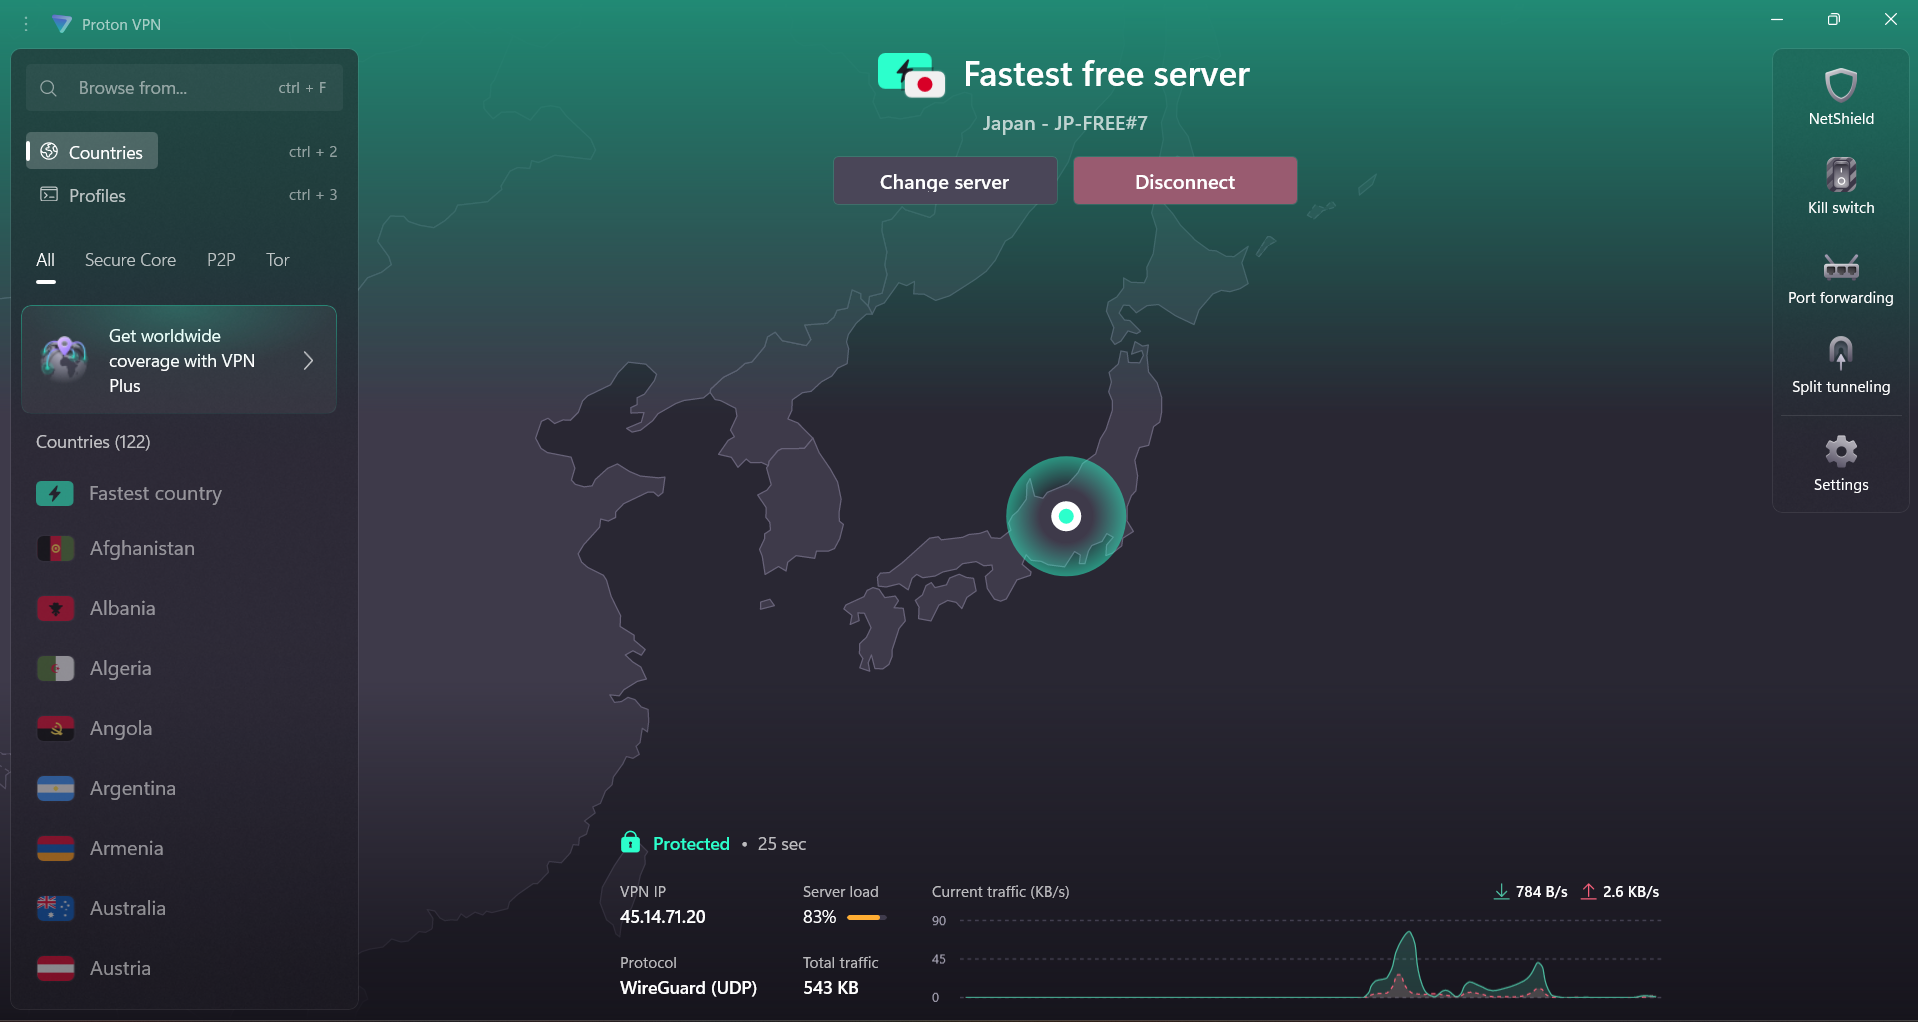 Proton VPN
Browse from...
ctrl + F
Countries
ctrl + 2
Profiles
ctrl + 3
All
Secure Core
P2P
Tor
Get worldwide
coverage with VPN
Plus
Countries (122)
Fastest country
Afghanistan
Albania
Algeria
Angola
Argentina
Armenia
Australia
Austria
Fastest free server
Japan - JP-FREE#7
Change server
Disconnect
Protected • 25 sec
VPN IP
45.14.71.20
Server load
83%
Protocol
WireGuard (UDP)
Total traffic
543 KB
Current traffic (KB/s)
784 B/s
2.6 KB/s
90
45
0
NetShield
Kill switch
Port forwarding
Split tunneling
Settings